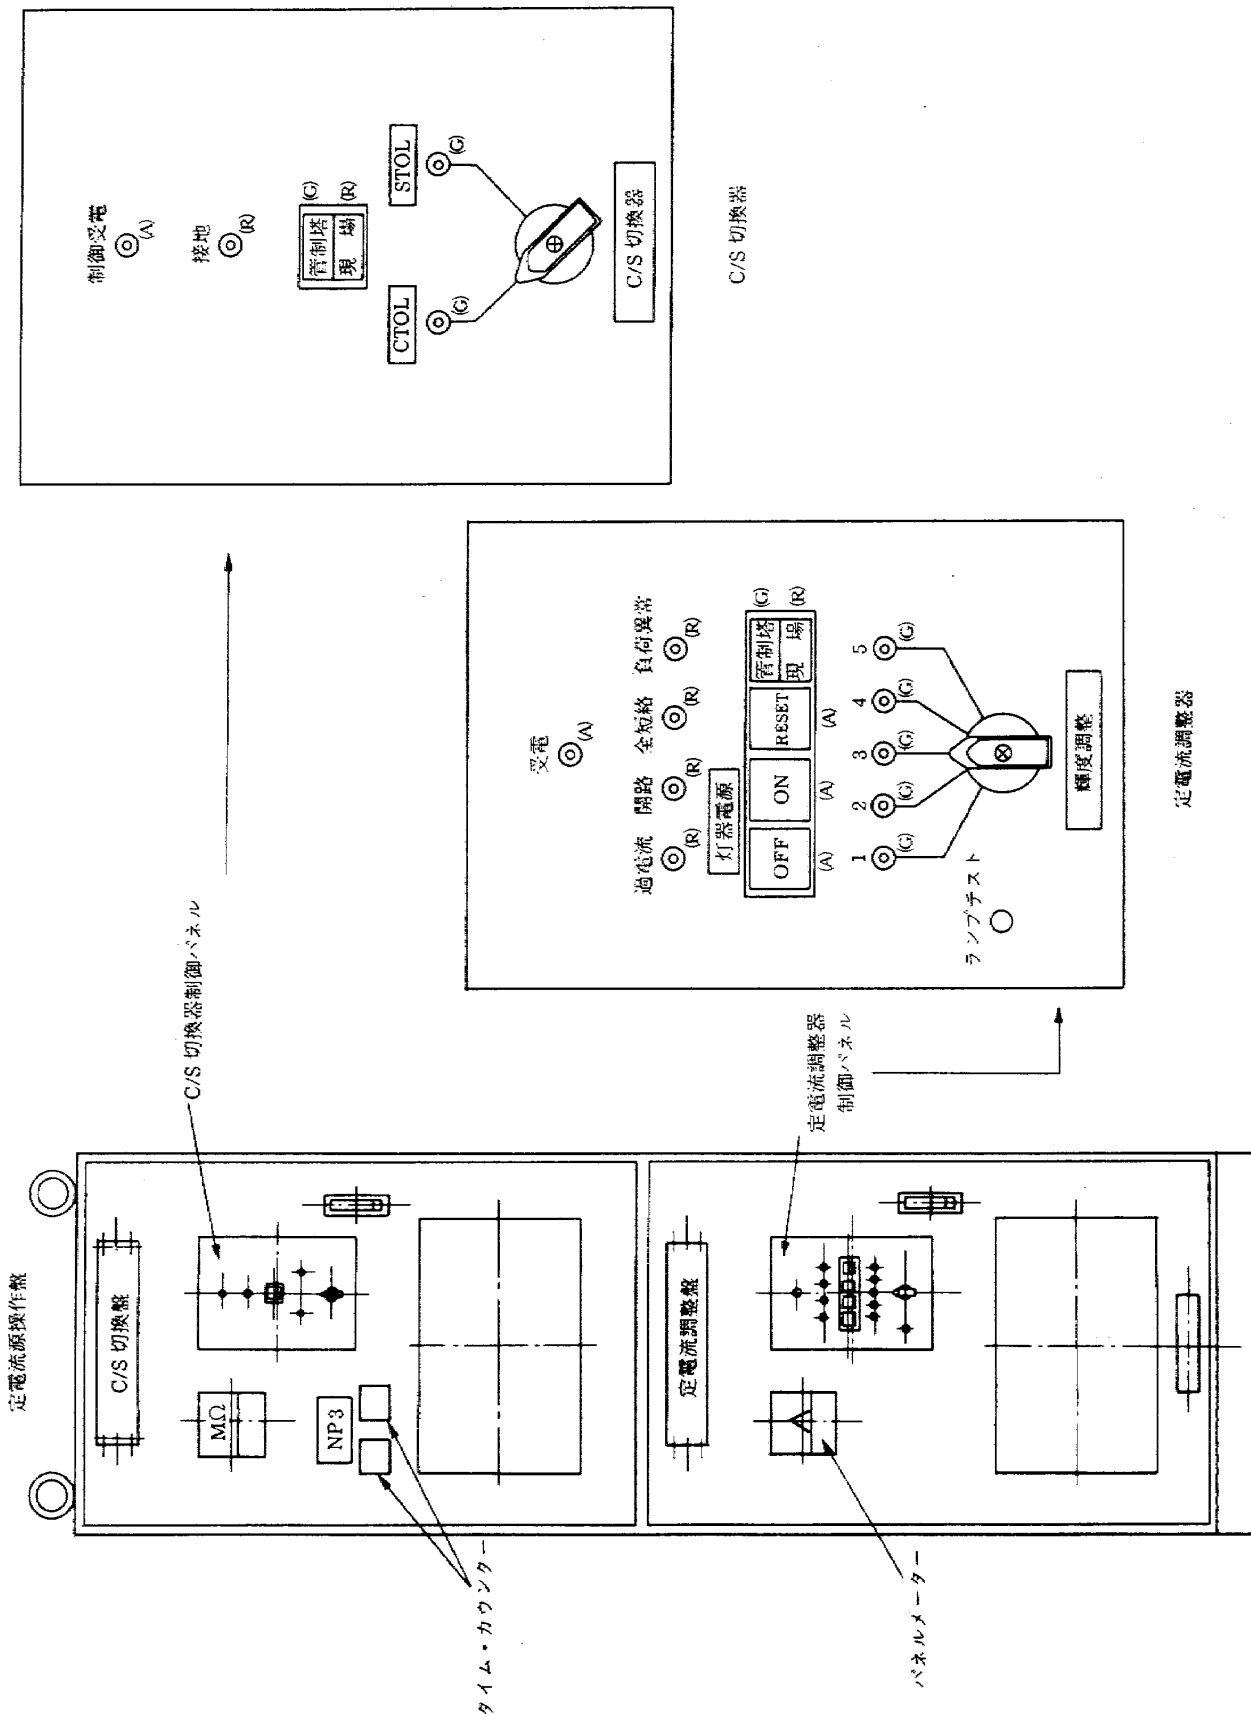 定電流源操作盤
C/S 切換盤
MΩ
NP3
タイム・カウンター
C/S 切換器制御パネル
定電流調整盤
A
パネルメーター
定電流調整器
制御パネル
制御受電
(A)
接地
(R)
管制塔 (G)
現場 (R)
CTOL STOL
(G) (G)
C/S 切換器
C/S 切換器
受電
(A)
過電流 開路 全短絡 負荷異常
(R) (R) (R) (R)
灯器電源
OFF ON RESET 管制塔 (G)
現場 (R)
(A) (A) (A)
1 2 3 4 5
(G) (G) (G) (G) (G)
ランプテスト
輝度調整
定電流調整器